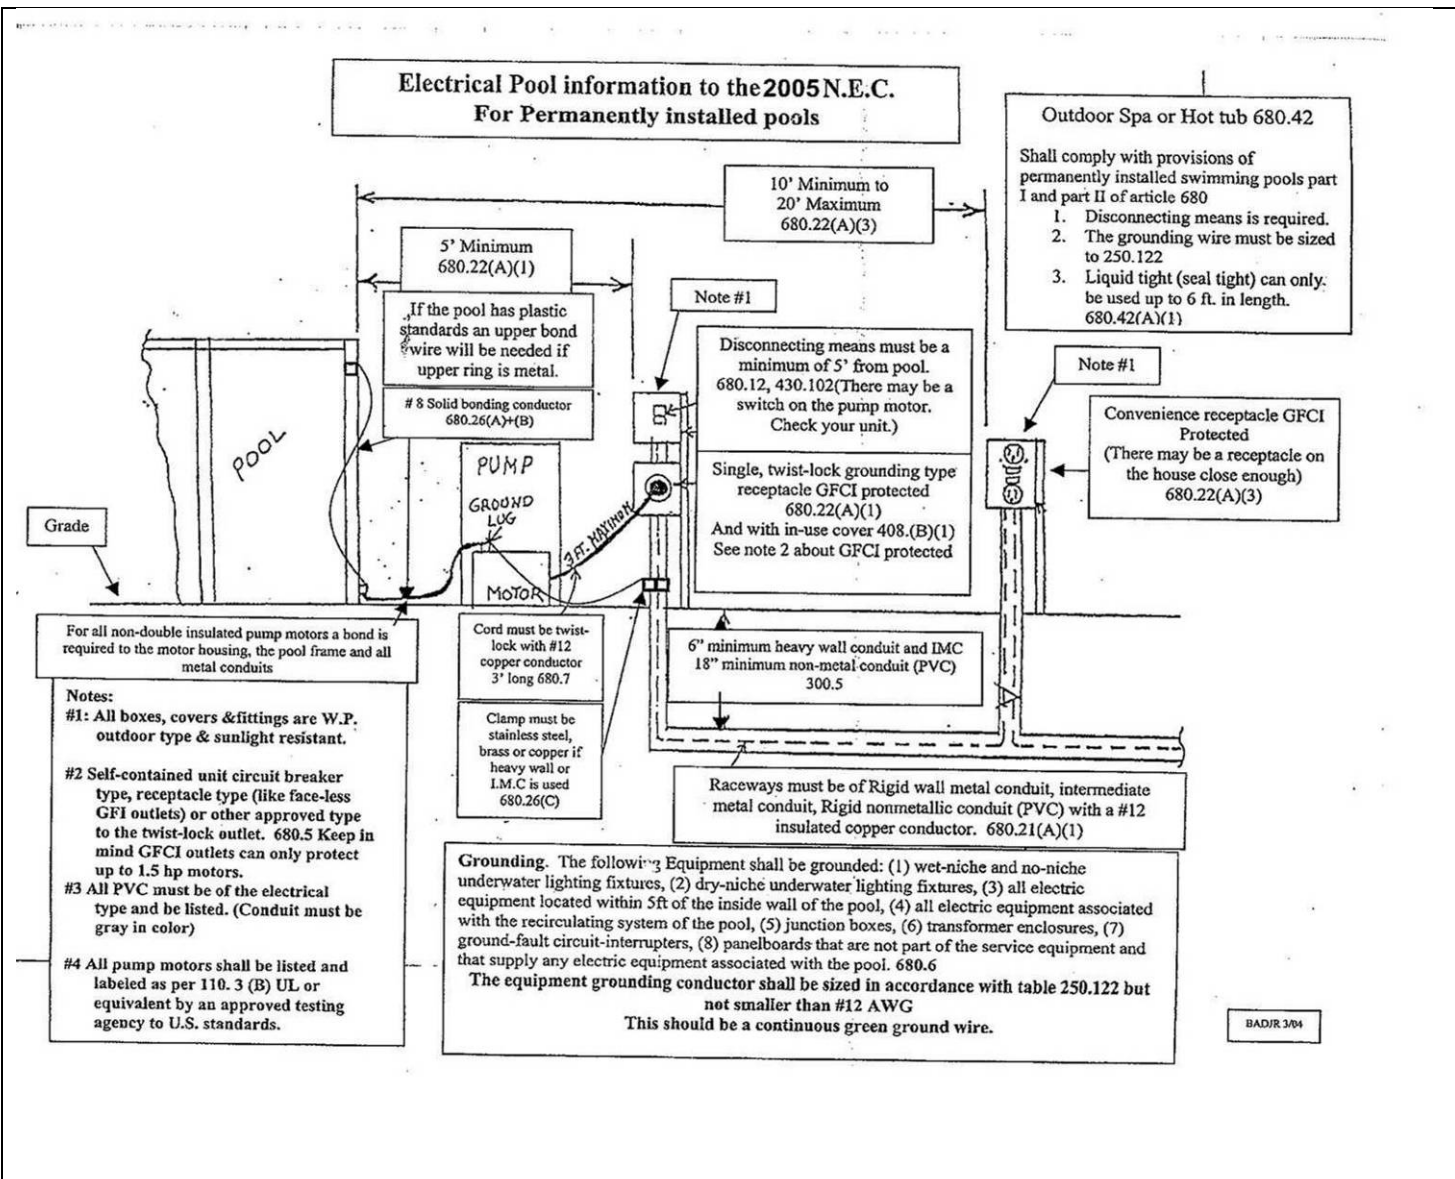 Electrical Pool information to the 2005 N.E.C.
For Permanently installed pools
Outdoor Spa or Hot tub 680.42
Shall comply with provisions of
permanently installed swimming pools part
I and part II of article 680
1. Disconnecting means is required.
2. The grounding wire must be sized
to 250.122
3. Liquid tight (seal tight) can only
be used up to 6 ft. in length.
680.42(A)(1)
10' Minimum to
20' Maximum
680.22(A)(3)
5' Minimum
680.22(A)(1)
Note #1
If the pool has plastic
standards an upper bond
wire will be needed if
upper ring is metal.
# 8 Solid bonding conductor
680.26(A)+(B)
Disconnecting means must be a
minimum of 5' from pool.
680.12, 430.102(There may be a
switch on the pump motor.
Check your unit.)
Single, twist-lock grounding type
receptacle GFCI protected
680.22(A)(1)
And with in-use cover 408.(B)(1)
See note 2 about GFCI protected
Note #1
Convenience receptacle GFCI
Protected
(There may be a receptacle on
the house close enough)
680.22(A)(3)
POOL
PUMP
GROUND
LUG
3 FT. MAXIMUM
MOTOR
Grade
For all non-double insulated pump motors a bond is
required to the motor housing, the pool frame and all
metal conduits
Cord must be twist-
lock with #12
copper conductor
3' long 680.7
Clamp must be
stainless steel,
brass or copper if
heavy wall or
I.M.C is used
680.26(C)
6" minimum heavy wall conduit and IMC
18" minimum non-metal conduit (PVC)
300.5
Raceways must be of Rigid wall metal conduit, intermediate
metal conduit, Rigid nonmetallic conduit (PVC) with a #12
insulated copper conductor. 680.21(A)(1)
Notes:
#1: All boxes, covers &fittings are W.P.
outdoor type & sunlight resistant.
#2 Self-contained unit circuit breaker
type, receptacle type (like face-less
GFI outlets) or other approved type
to the twist-lock outlet. 680.5 Keep in
mind GFCI outlets can only protect
up to 1.5 hp motors.
#3 All PVC must be of the electrical
type and be listed. (Conduit must be
gray in color)
#4 All pump motors shall be listed and
labeled as per 110. 3 (B) UL or
equivalent by an approved testing
agency to U.S. standards.
Grounding. The following Equipment shall be grounded: (1) wet-niche and no-niche
underwater lighting fixtures, (2) dry-niche underwater lighting fixtures, (3) all electric
equipment located within 5ft of the inside wall of the pool, (4) all electric equipment associated
with the recirculating system of the pool, (5) junction boxes, (6) transformer enclosures, (7)
ground-fault circuit-interrupters, (8) panelboards that are not part of the service equipment and
that supply any electric equipment associated with the pool. 680.6
The equipment grounding conductor shall be sized in accordance with table 250.122 but
not smaller than #12 AWG
This should be a continuous green ground wire.
BAD/R 3/04